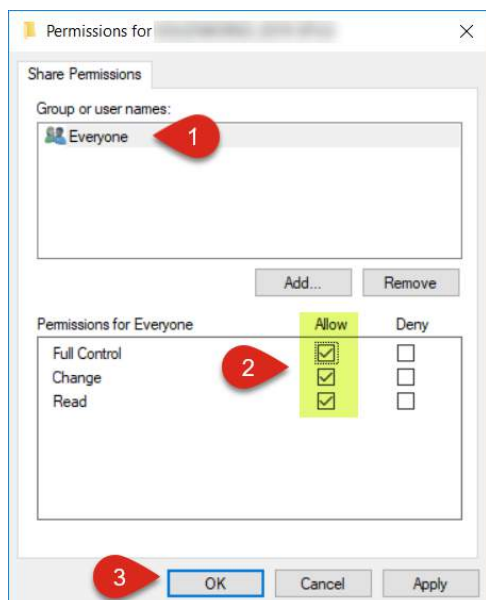 Permissions for
Share Permissions
Group or user names:
Everyone 1
Add... Remove
Permissions for Everyone Allow Deny
Full Control
2
Change
Read
3 OK Cancel Apply